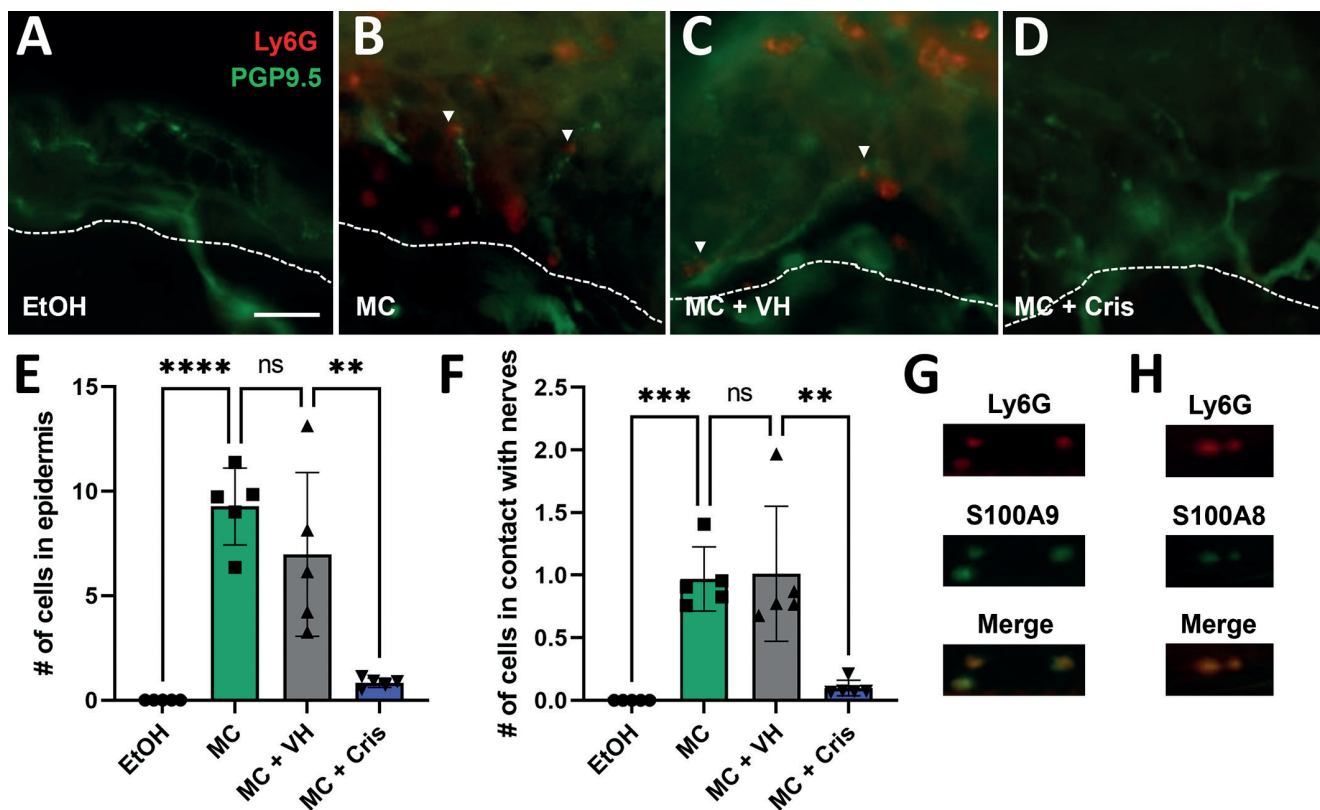 A
Ly6G
PGP9.5
EtOH
B
MC
C
MC + VH
D
MC + Cris
E
# of cells in epidermis
15
10
5
0
****
ns
**
EtOH
MC
MC + VH
MC + Cris
F
# of cells in contact with nerves
2.5
2.0
1.5
1.0
0.5
0.0
***
ns
**
EtOH
MC
MC + VH
MC + Cris
G
Ly6G
S100A9
Merge
H
Ly6G
S100A8
Merge